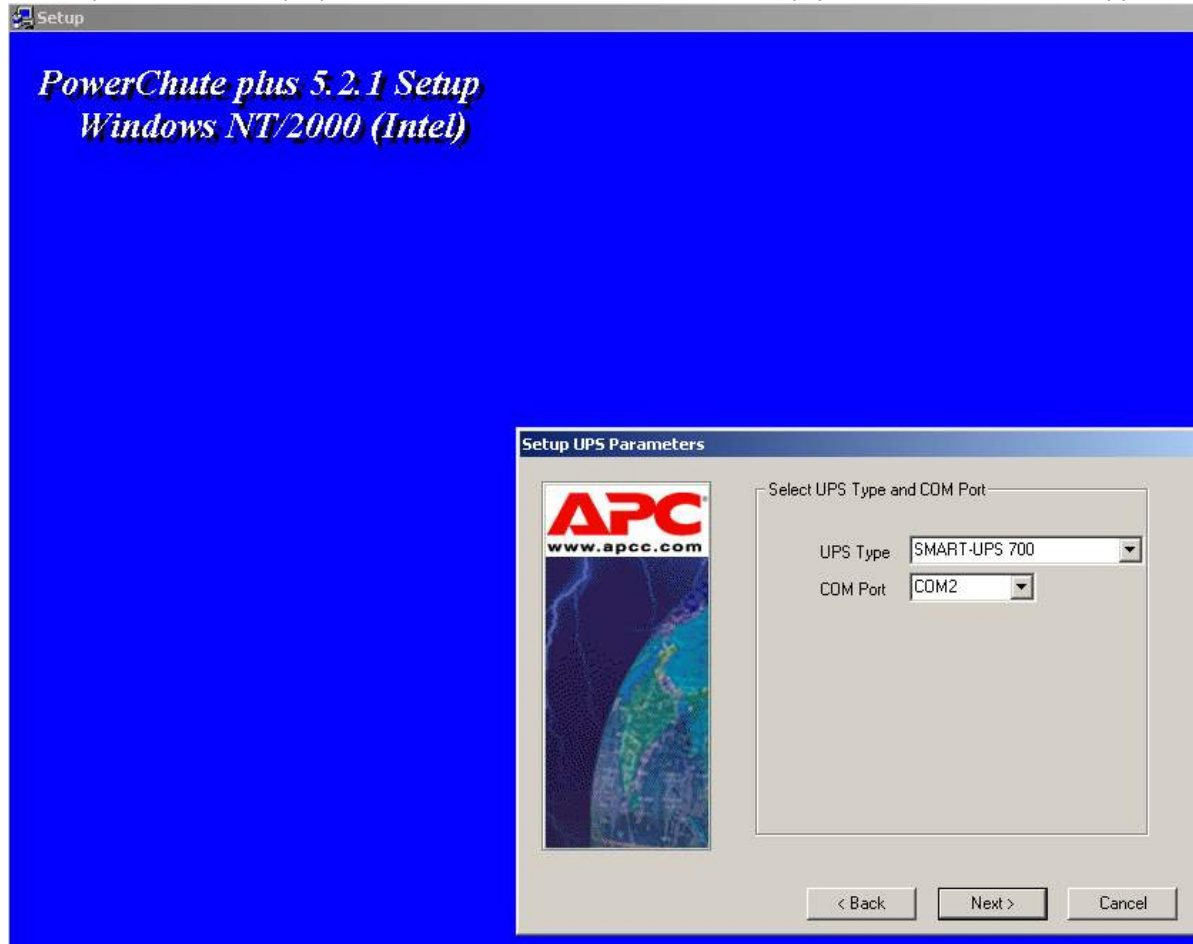 Setup
PowerChute plus 5.2.1 Setup
Windows NT/2000 (Intel)
Setup UPS Parameters
APC
www.apcc.com
Select UPS Type and COM Port
UPS Type SMART-UPS 700
COM Port COM2
< Back Next > Cancel